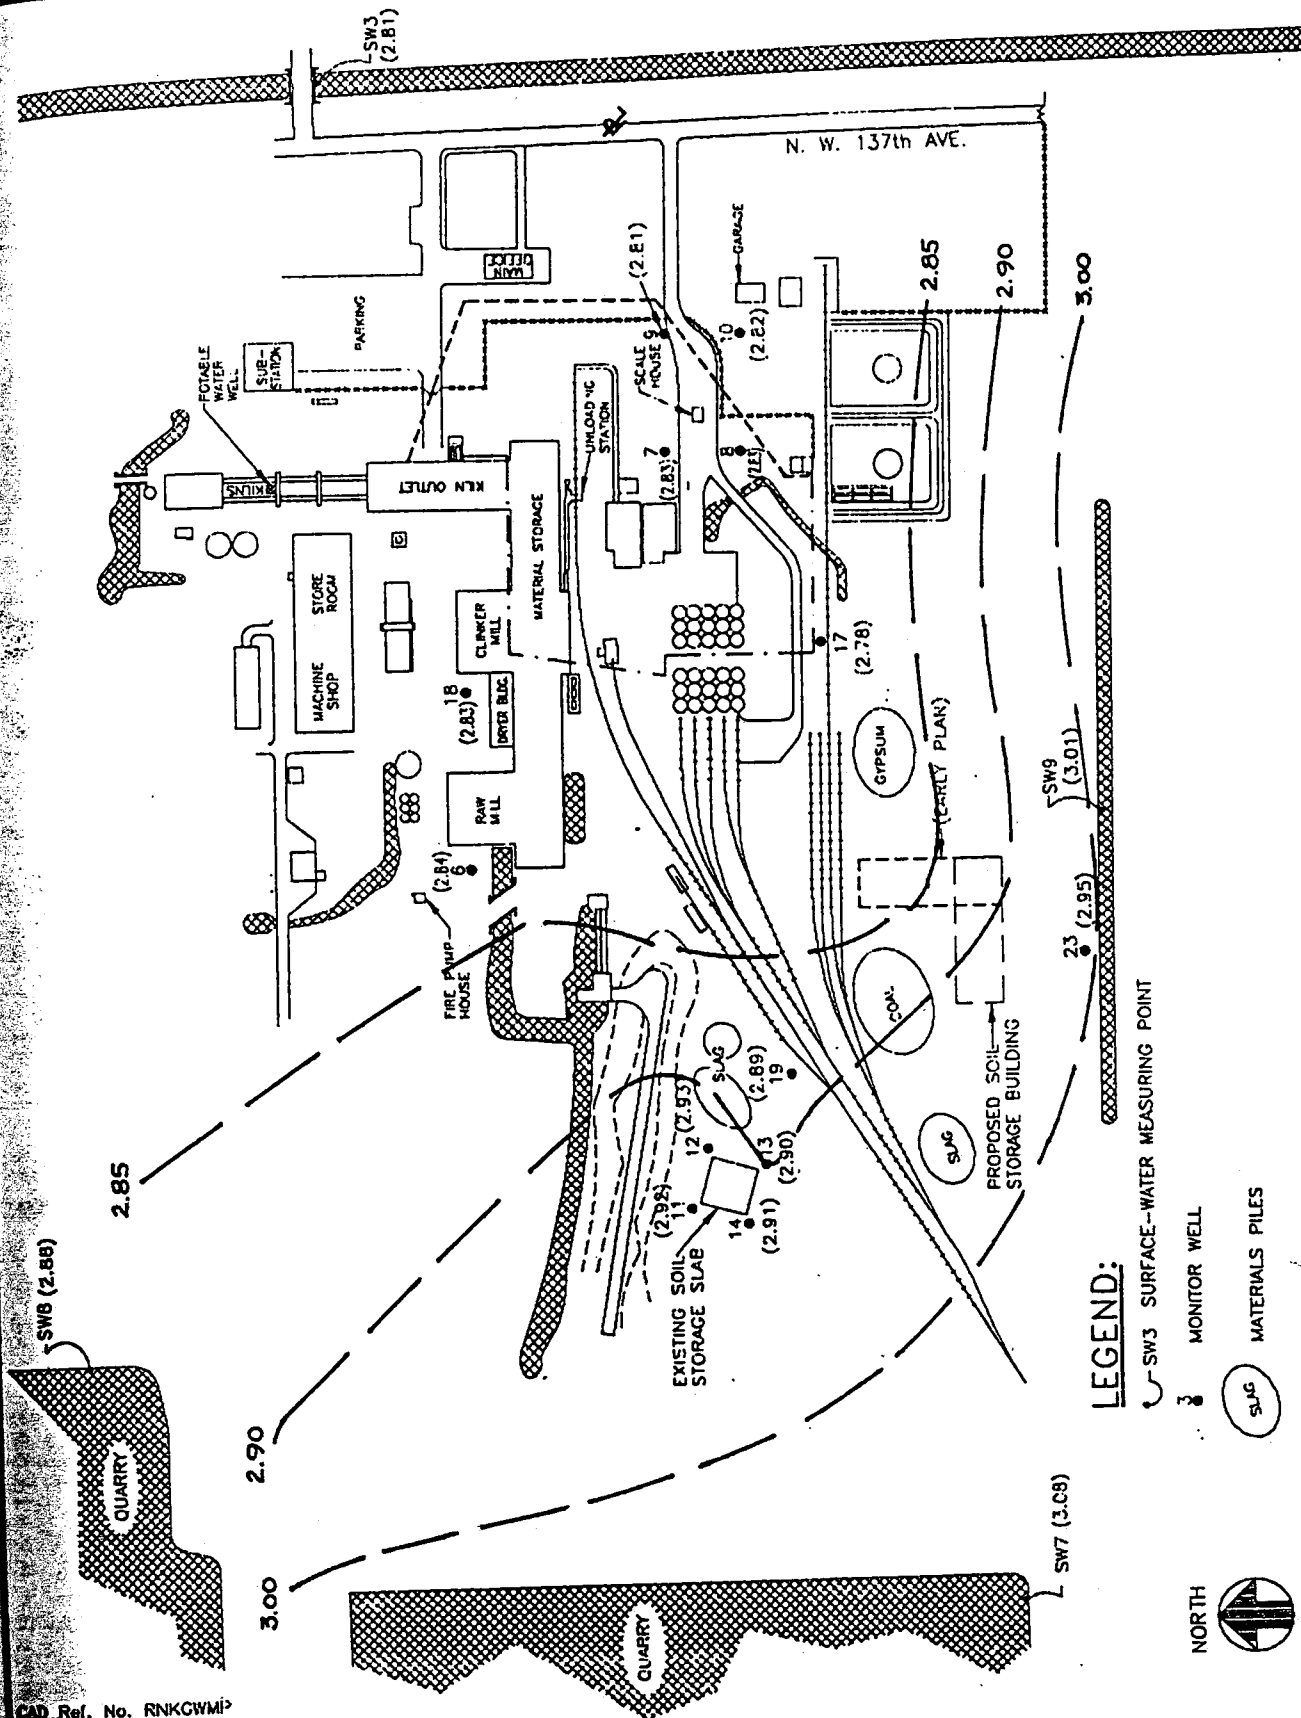 SW3
(2.81)
N. W. 137th AVE.
POTABLE
WATER
WELL
SUB-
STATION
PARKING
MAIN
OFFICE
KILNS
KILN OUTLET
STORE
ROOM
MACHINE
SHOP
C
CLINKER
MILL
MATERIAL STORAGE
UNLOADING
STATION
SCALE
HOUSE
9
(2.81)
GARAGE
10
(2.82)
7
(2.83)
8
18
(2.83)
DRYER BLDG.
RAW
MILL
6
(2.84)
FIRE PUMP
HOUSE
17
(2.78)
GYPSUM
(EARLY PLAN)
2.85
2.90
3.00
SW9
(3.01)
23
(2.95)
COAL
SLAG
19
(2.89)
12
(2.93)
13
(2.90)
11
(2.92)
14
(2.91)
EXISTING SOIL
STORAGE SLAB
SLAG
PROPOSED SOIL
STORAGE BUILDING
2.85
2.90
3.00
SW8 (2.88)
QUARRY
QUARRY
SW7 (3.08)
LEGEND:
SW3 SURFACE-WATER MEASURING POINT
3 MONITOR WELL
SLAG MATERIALS PILES
NORTH
CAD Ref. No. RNKGWMP